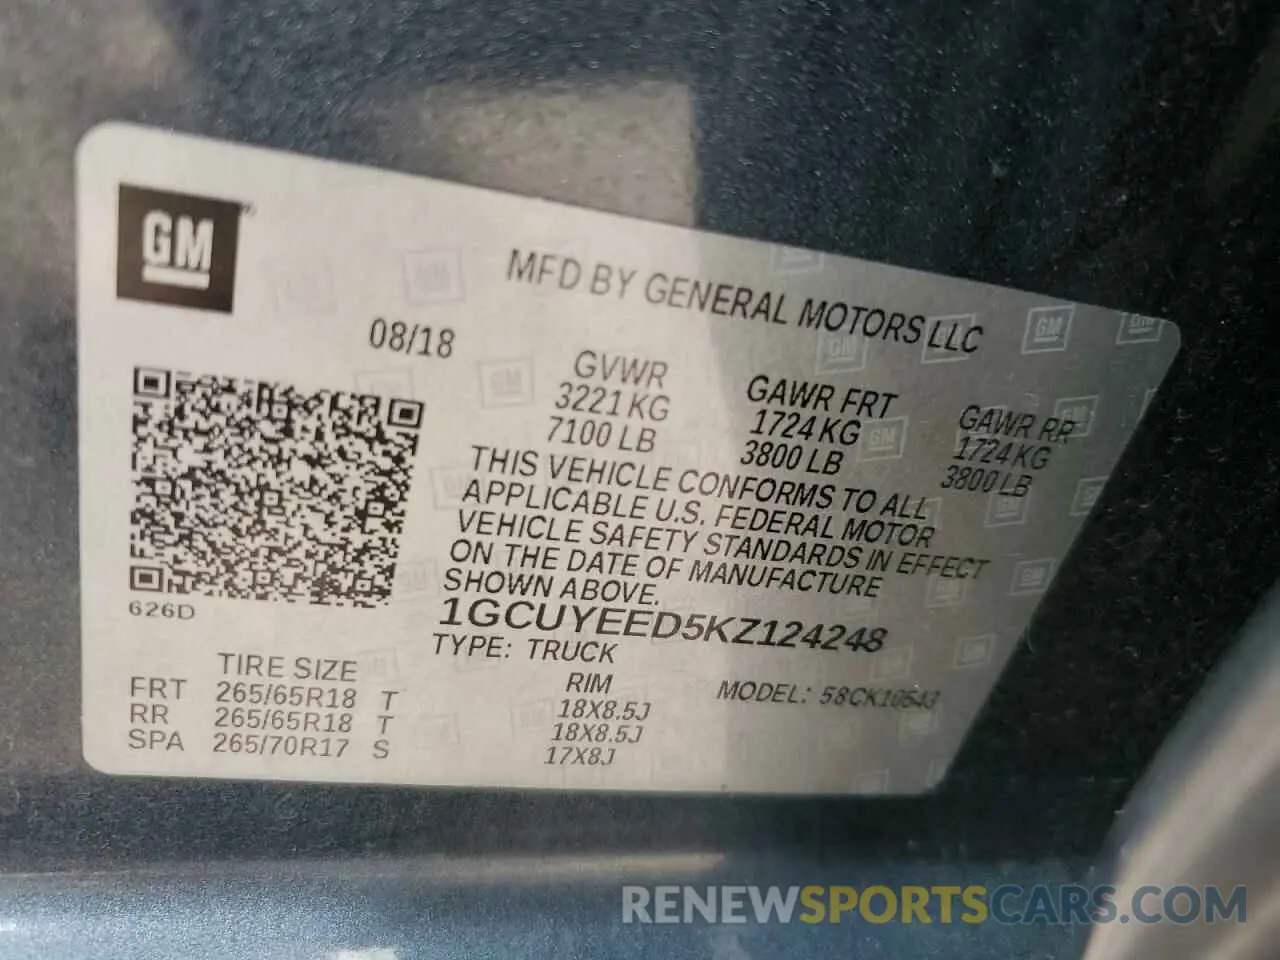 GM
MFD BY GENERAL MOTORS LLC
08/18
GVWR
3221 KG
7100 LB
GAWR FRT
1724 KG
3800 LB
GAWR RR
1724 KG
3800 LB
THIS VEHICLE CONFORMS TO ALL
APPLICABLE U.S. FEDERAL MOTOR
VEHICLE SAFETY STANDARDS IN EFFECT
ON THE DATE OF MANUFACTURE
SHOWN ABOVE.
626D
1GCUYEED5KZ124248
TYPE: TRUCK
TIRE SIZE RIM MODEL: 58CK10543
FRT 265/65R18 T 18X8.5J
RR 265/65R18 T 18X8.5J
SPA 265/70R17 S 17X8J
RENEWSPORTSCARS.COM